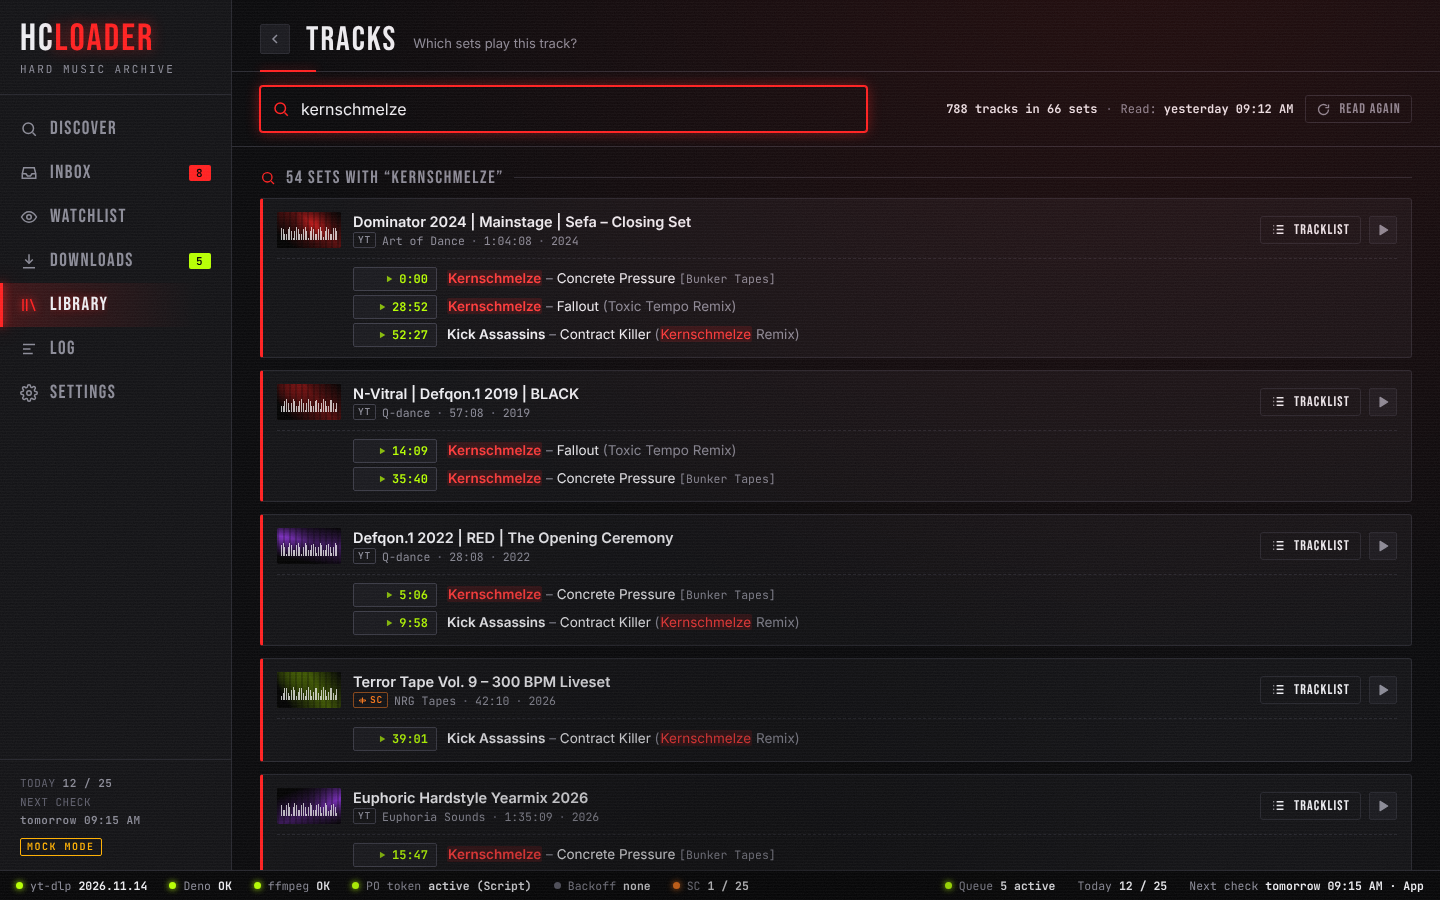 HCLOADER
HARD MUSIC ARCHIVE
DISCOVER
INBOX 8
WATCHLIST
DOWNLOADS 5
LIBRARY
LOG
SETTINGS
TODAY 12 / 25
NEXT CHECK
tomorrow 09:15 AM
MOCK MODE
TRACKS Which sets play this track?
kernschmelze
788 tracks in 66 sets · Read: yesterday 09:12 AM READ AGAIN
54 SETS WITH “KERNSCHMELZE”
Dominator 2024 | Mainstage | Sefa – Closing Set
YT Art of Dance · 1:04:08 · 2024
TRACKLIST
0:00 Kernschmelze – Concrete Pressure [Bunker Tapes]
28:52 Kernschmelze – Fallout (Toxic Tempo Remix)
52:27 Kick Assassins – Contract Killer (Kernschmelze Remix)
N-Vitral | Defqon.1 2019 | BLACK
YT Q-dance · 57:08 · 2019
TRACKLIST
14:09 Kernschmelze – Fallout (Toxic Tempo Remix)
35:40 Kernschmelze – Concrete Pressure [Bunker Tapes]
Defqon.1 2022 | RED | The Opening Ceremony
YT Q-dance · 28:08 · 2022
TRACKLIST
5:06 Kernschmelze – Concrete Pressure [Bunker Tapes]
9:58 Kick Assassins – Contract Killer (Kernschmelze Remix)
Terror Tape Vol. 9 – 300 BPM Liveset
SC NRG Tapes · 42:10 · 2026
TRACKLIST
39:01 Kick Assassins – Contract Killer (Kernschmelze Remix)
Euphoric Hardstyle Yearmix 2026
YT Euphoria Sounds · 1:35:09 · 2026
TRACKLIST
15:47 Kernschmelze – Concrete Pressure [Bunker Tapes]
yt-dlp 2026.11.14 Deno OK ffmpeg OK PO token active (Script) Backoff none SC 1 / 25 Queue 5 active Today 12 / 25 Next check tomorrow 09:15 AM · App